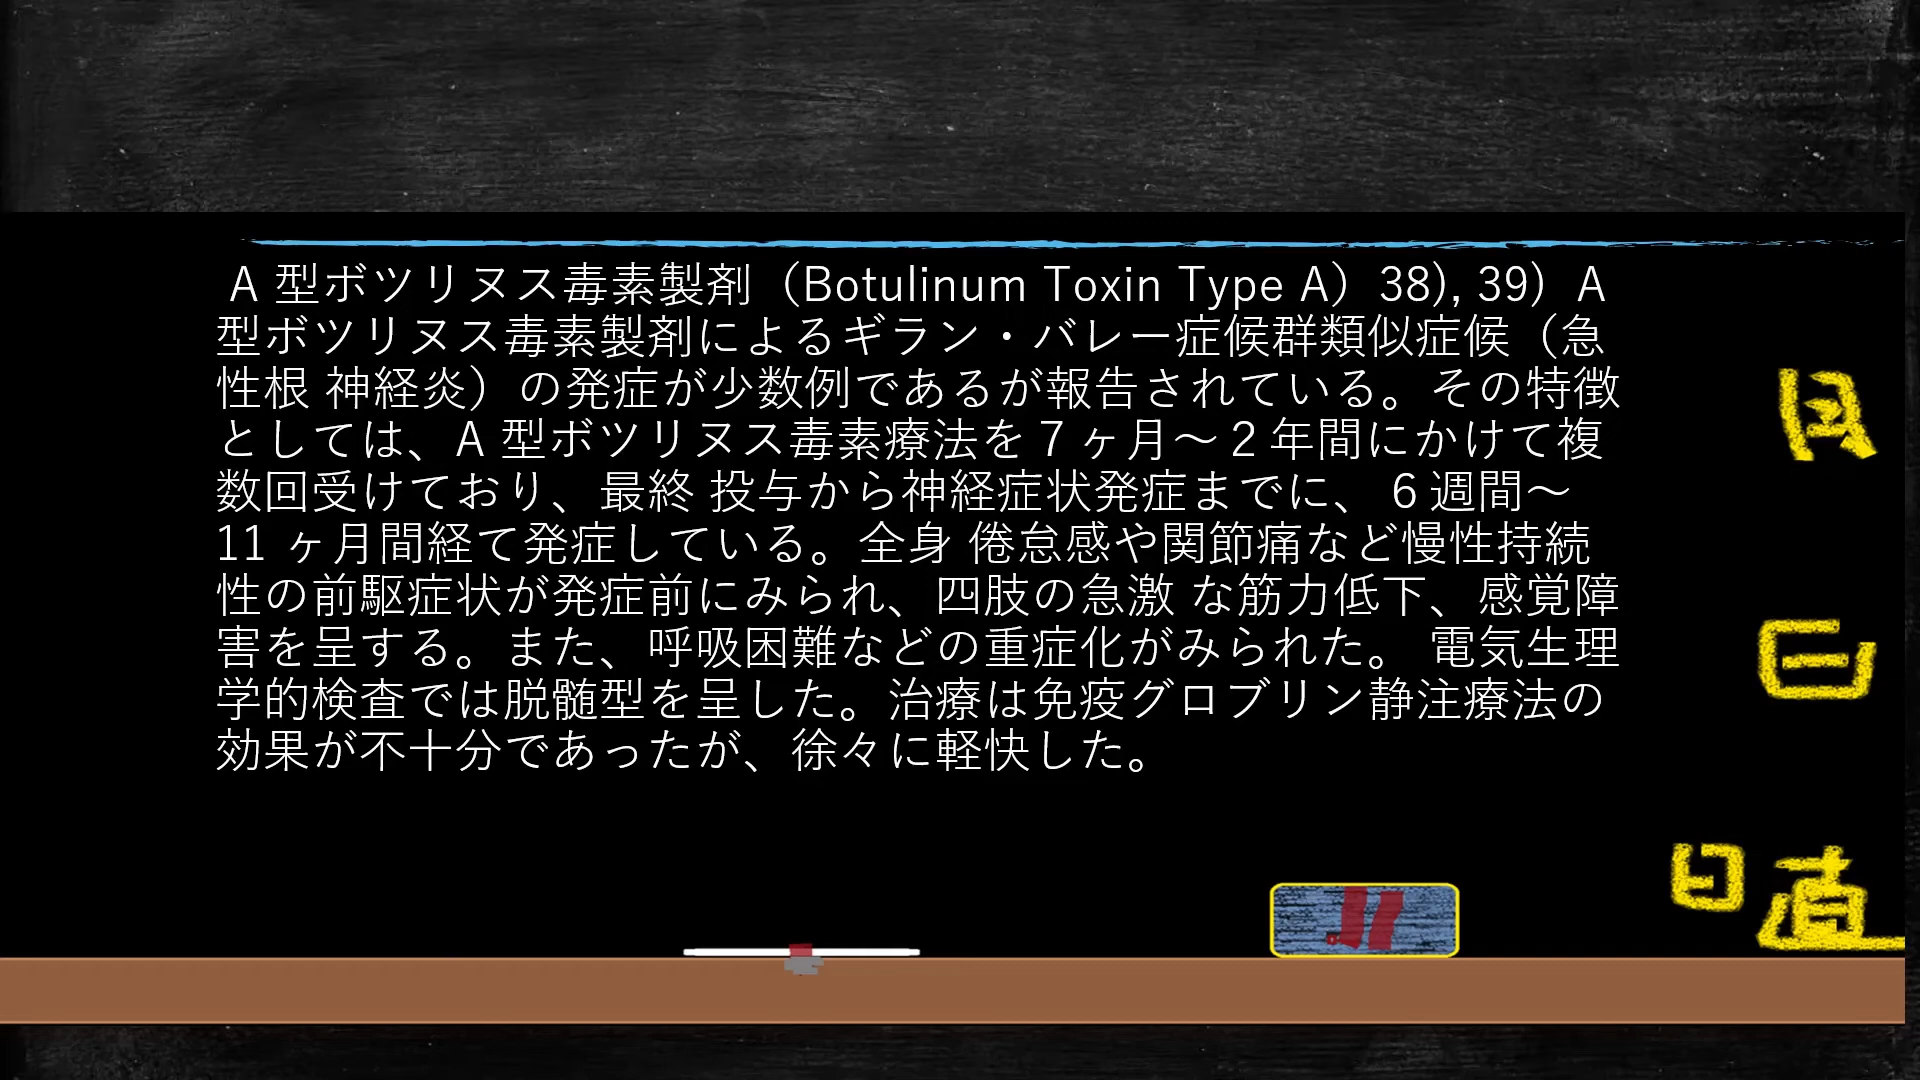 A 型ボツリヌス毒素製剤（Botulinum Toxin Type A）38), 39）A
型ボツリヌス毒素製剤によるギラン・バレー症候群類似症候（急
性根 神経炎）の発症が少数例であるが報告されている。その特徴
としては、A 型ボツリヌス毒素療法を７ヶ月～２年間にかけて複
数回受けており、最終 投与から神経症状発症までに、６週間～
11 ヶ月間経て発症している。全身 倦怠感や関節痛など慢性持続
性の前駆症状が発症前にみられ、四肢の急激 な筋力低下、感覚障
害を呈する。また、呼吸困難などの重症化がみられた。 電気生理
学的検査では脱髄型を呈した。治療は免疫グロブリン静注療法の
効果が不十分であったが、徐々に軽快した。
日直